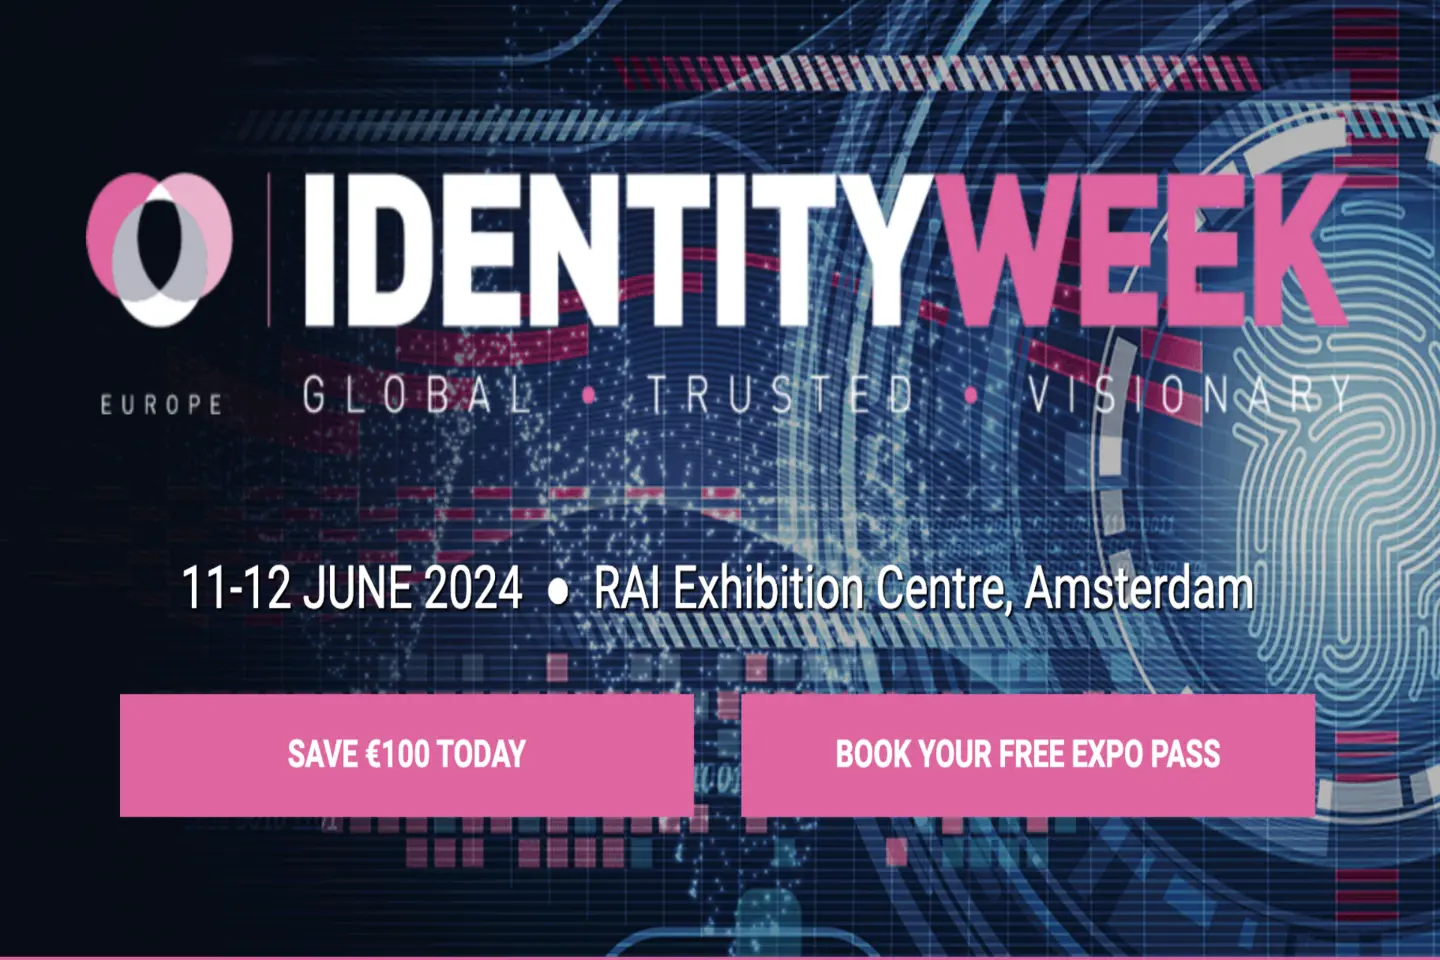 IDENTITYWEEK
EUROPE
GLOBAL • TRUSTED • VISIONARY
11-12 JUNE 2024 ● RAI Exhibition Centre, Amsterdam
SAVE €100 TODAY
BOOK YOUR FREE EXPO PASS